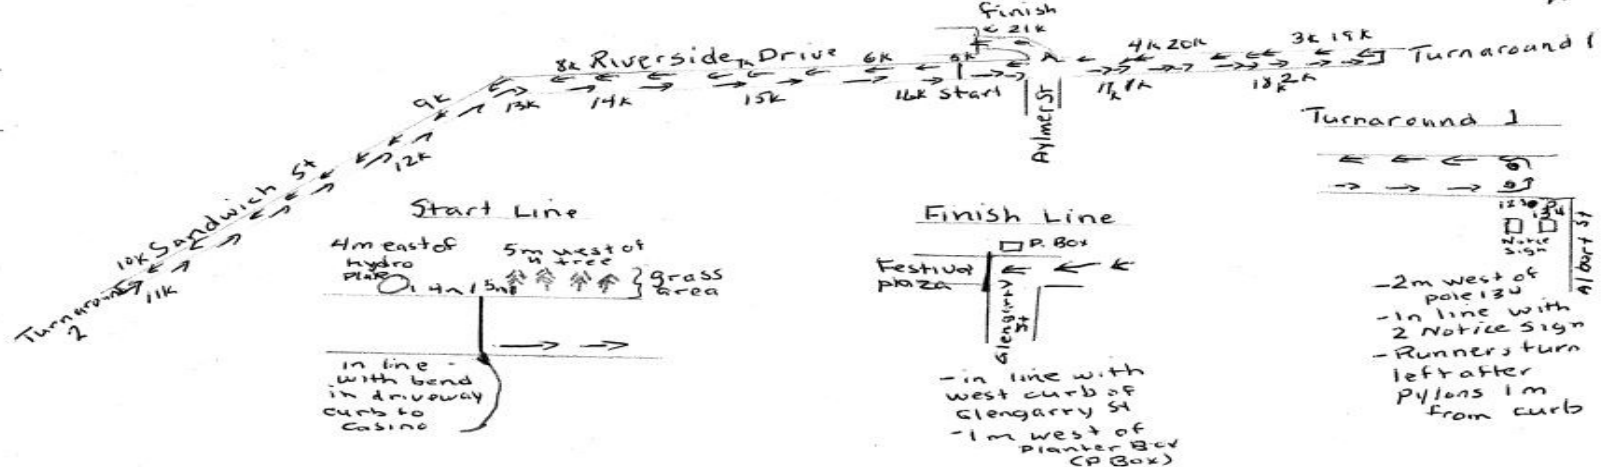 Finish
← 21k
8k Riverside 7k Drive 6k 5k
4k 20k 3k 19k
Turnaround 1
9k 13k 14k 15k 16k Start
17k 1k 18k 2k
Aylmer St
12k
Sandwich St
10k
11k
Turnaround 2
Start Line
4m east of
hydro
5m west of
tree
grass
area
4m 5m
in line -
with bend
in driveway
curb to
casino
Finish Line
P. Box
Festival
plaza
Glengarry
St
- in line with
west curb of
Glengarry St
- 1m west of
Planter Box
(P Box)
Turnaround 1
Notice
Sign
Albert St
- 2m west of
pole 134
- In line with
2 Notice Sign
- Runners turn
left after
Pylons 1m
from curb